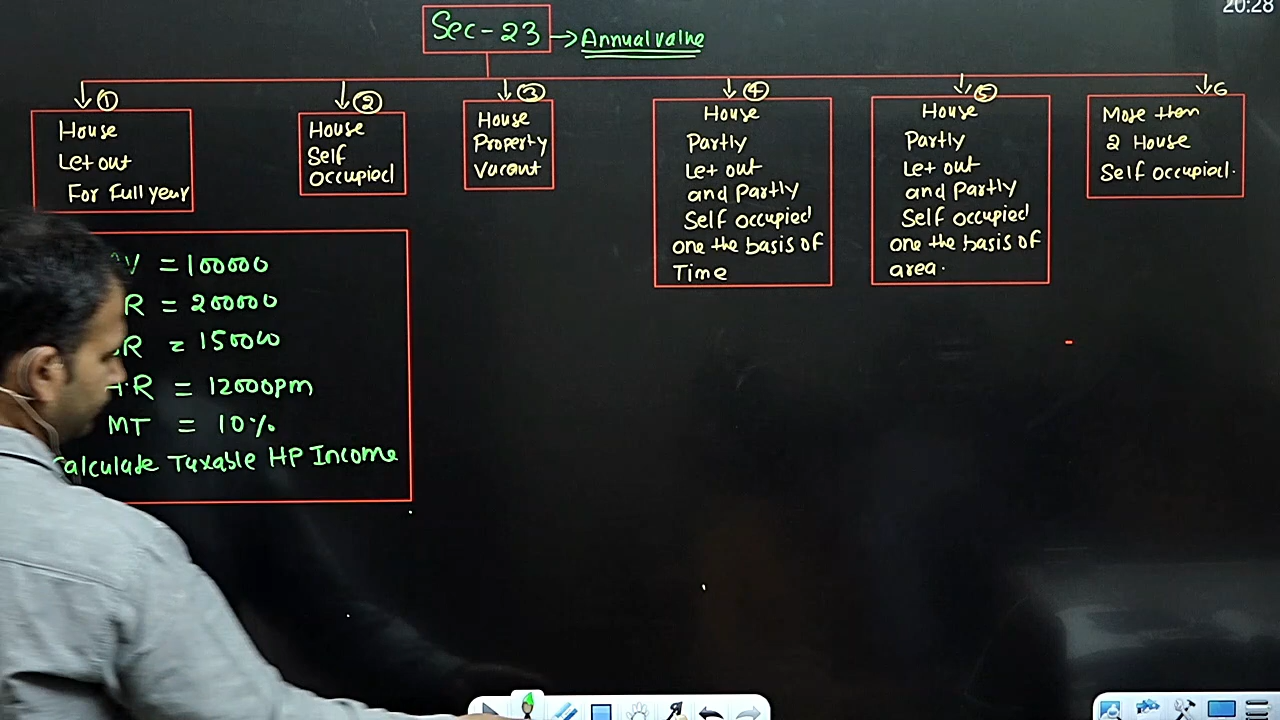 20:28
Sec-23 → Annual value
①
House
Let out
For Full year
②
House
Self
occupied
③
House
Property
Vacant
④
House
Partly
Let out
and Partly
Self occupied
one the basis of
Time
⑤
House
Partly
Let out
and Partly
Self occupied
one the basis of
area.
6
More then
2 House
Self occupied.
V = 100000
R = 200000
R = 150000
R = 12000pm
MT = 10%
Calculate Taxable HP Income